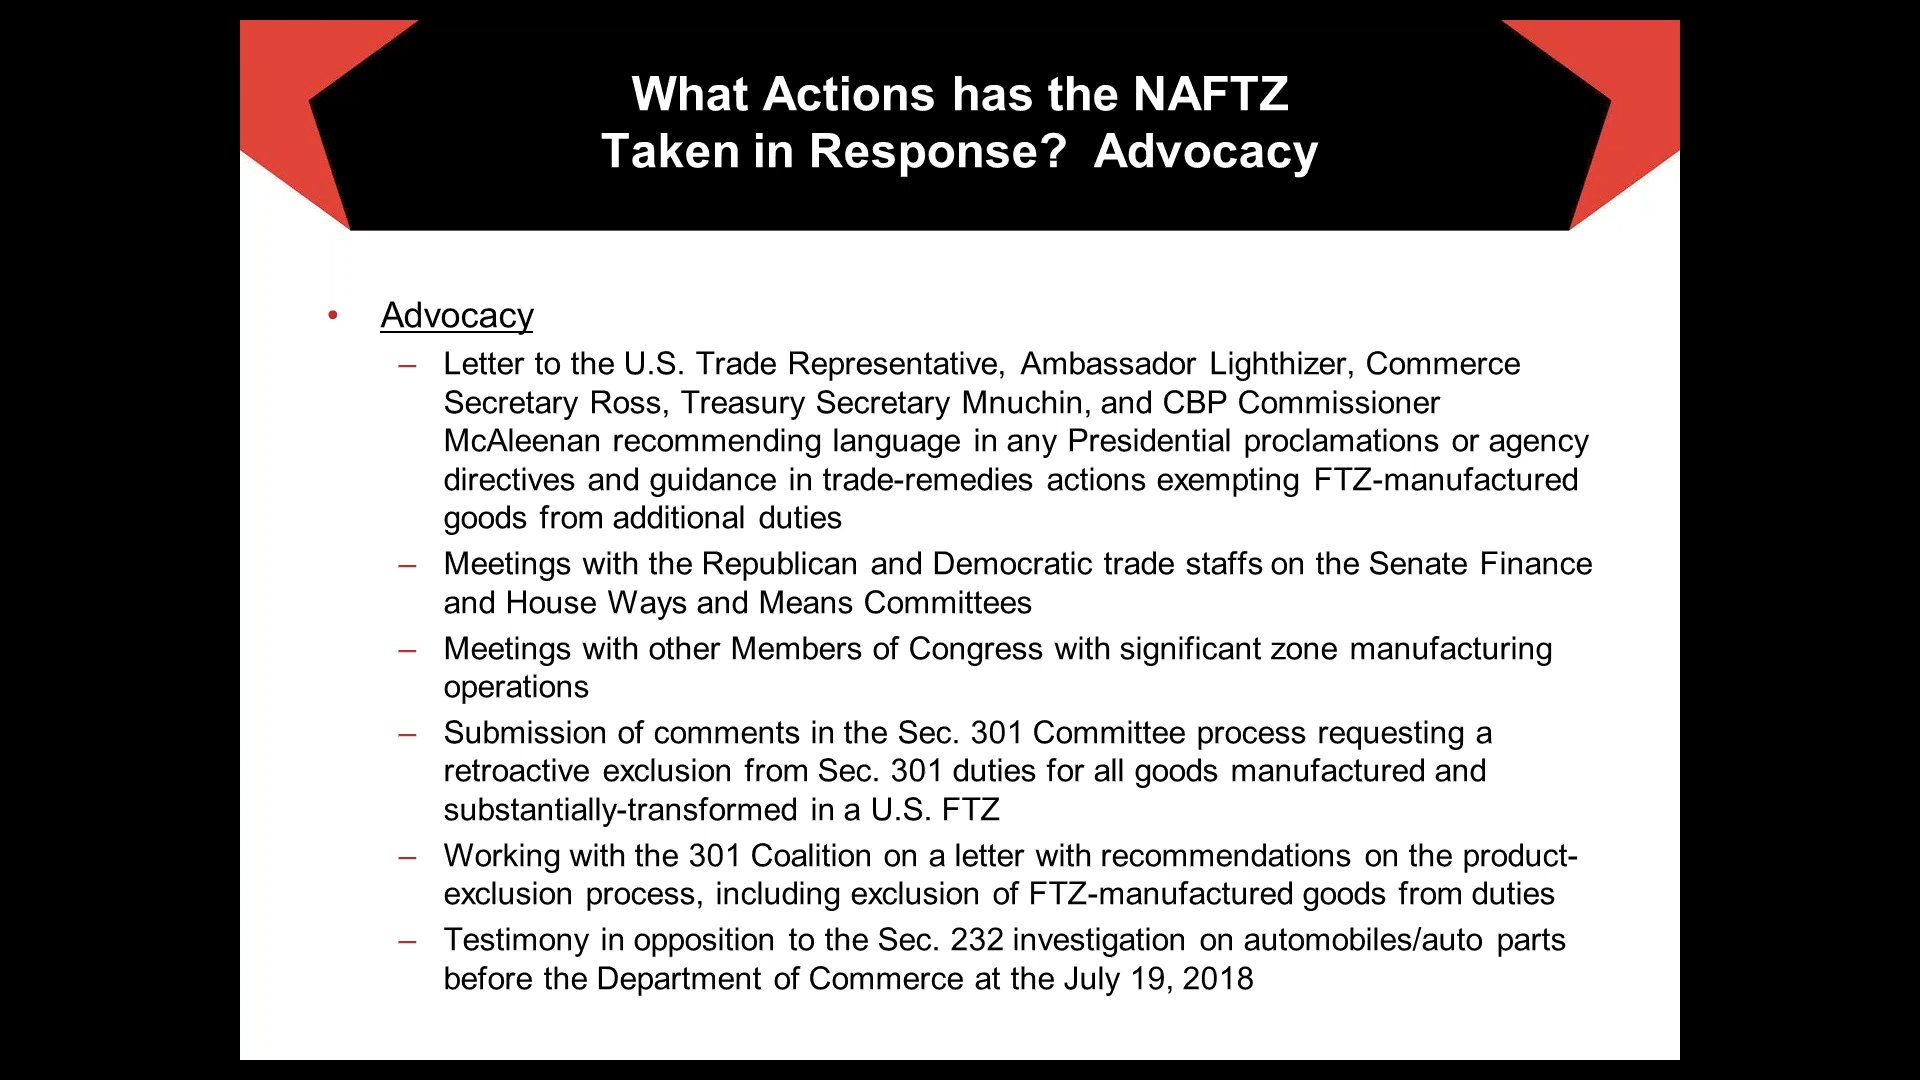 What Actions has the NAFTZ
Taken in Response? Advocacy
• Advocacy
– Letter to the U.S. Trade Representative, Ambassador Lighthizer, Commerce
Secretary Ross, Treasury Secretary Mnuchin, and CBP Commissioner
McAleenan recommending language in any Presidential proclamations or agency
directives and guidance in trade-remedies actions exempting FTZ-manufactured
goods from additional duties
– Meetings with the Republican and Democratic trade staffs on the Senate Finance
and House Ways and Means Committees
– Meetings with other Members of Congress with significant zone manufacturing
operations
– Submission of comments in the Sec. 301 Committee process requesting a
retroactive exclusion from Sec. 301 duties for all goods manufactured and
substantially-transformed in a U.S. FTZ
– Working with the 301 Coalition on a letter with recommendations on the product-
exclusion process, including exclusion of FTZ-manufactured goods from duties
– Testimony in opposition to the Sec. 232 investigation on automobiles/auto parts
before the Department of Commerce at the July 19, 2018